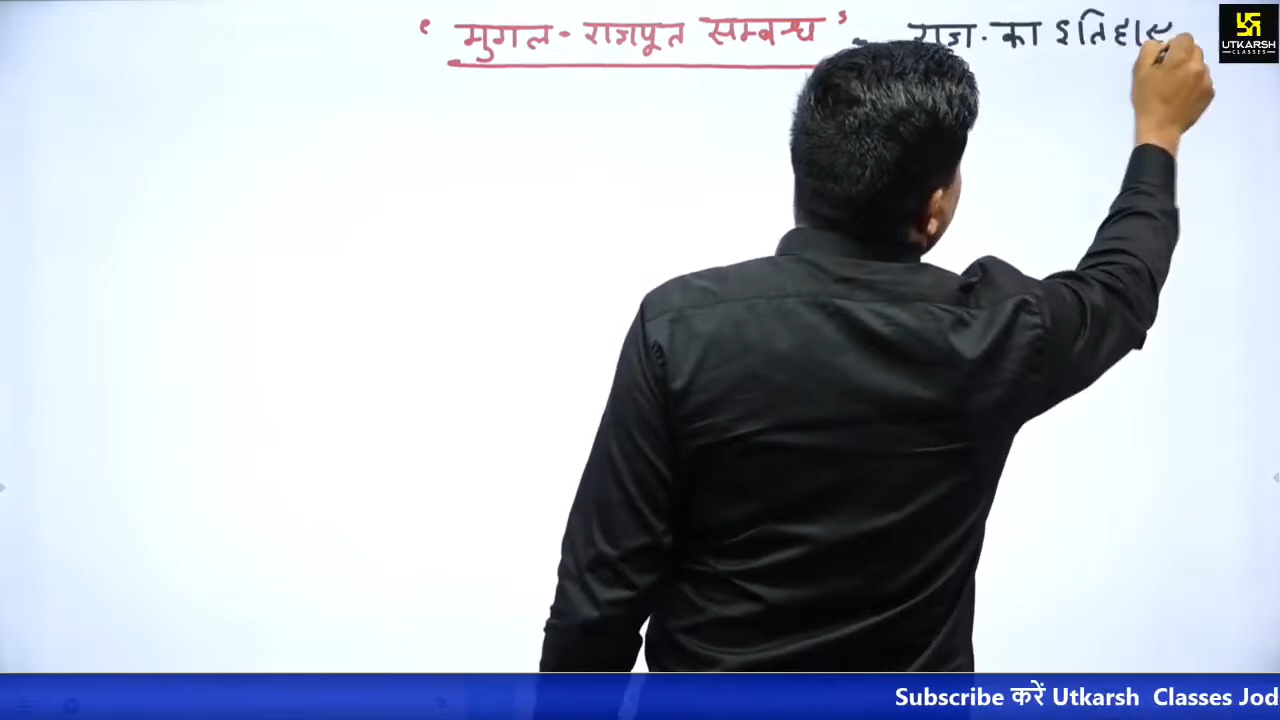 ‘ मुगल - राजपूत सम्बन्ध ’ - राज. का इतिहास
UTKARSH
CLASSES
Subscribe करें Utkarsh Classes Jod